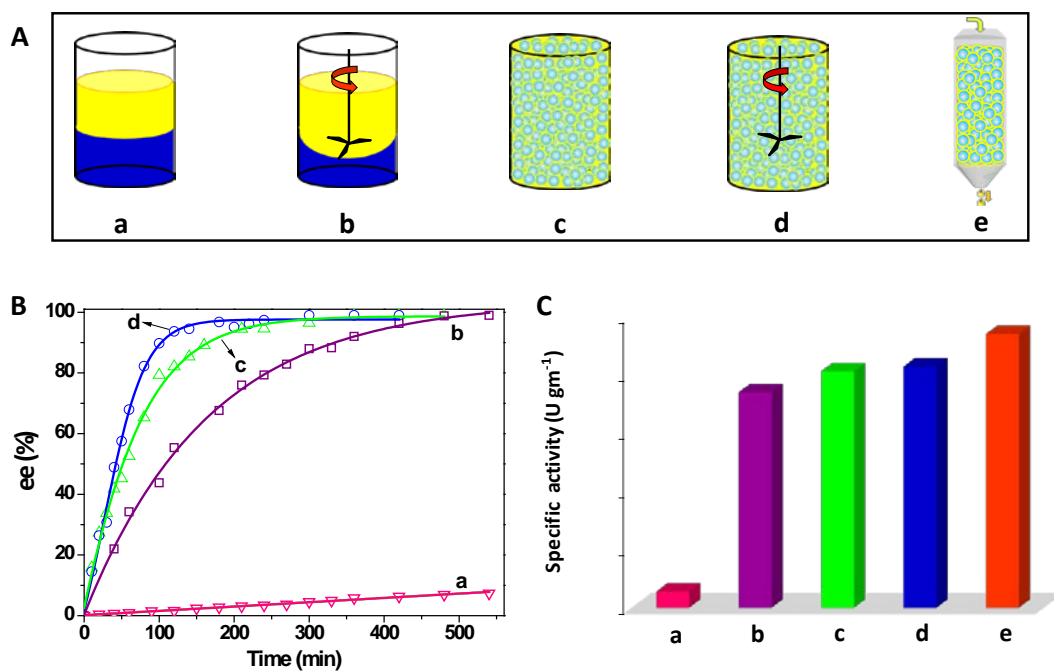 A
a b c d e
B
100
80
60
40
20
0
ee (%)
d
c
b
a
0 100 200 300 400 500
Time (min)
C
Specific activity (U gm⁻¹)
a b c d e